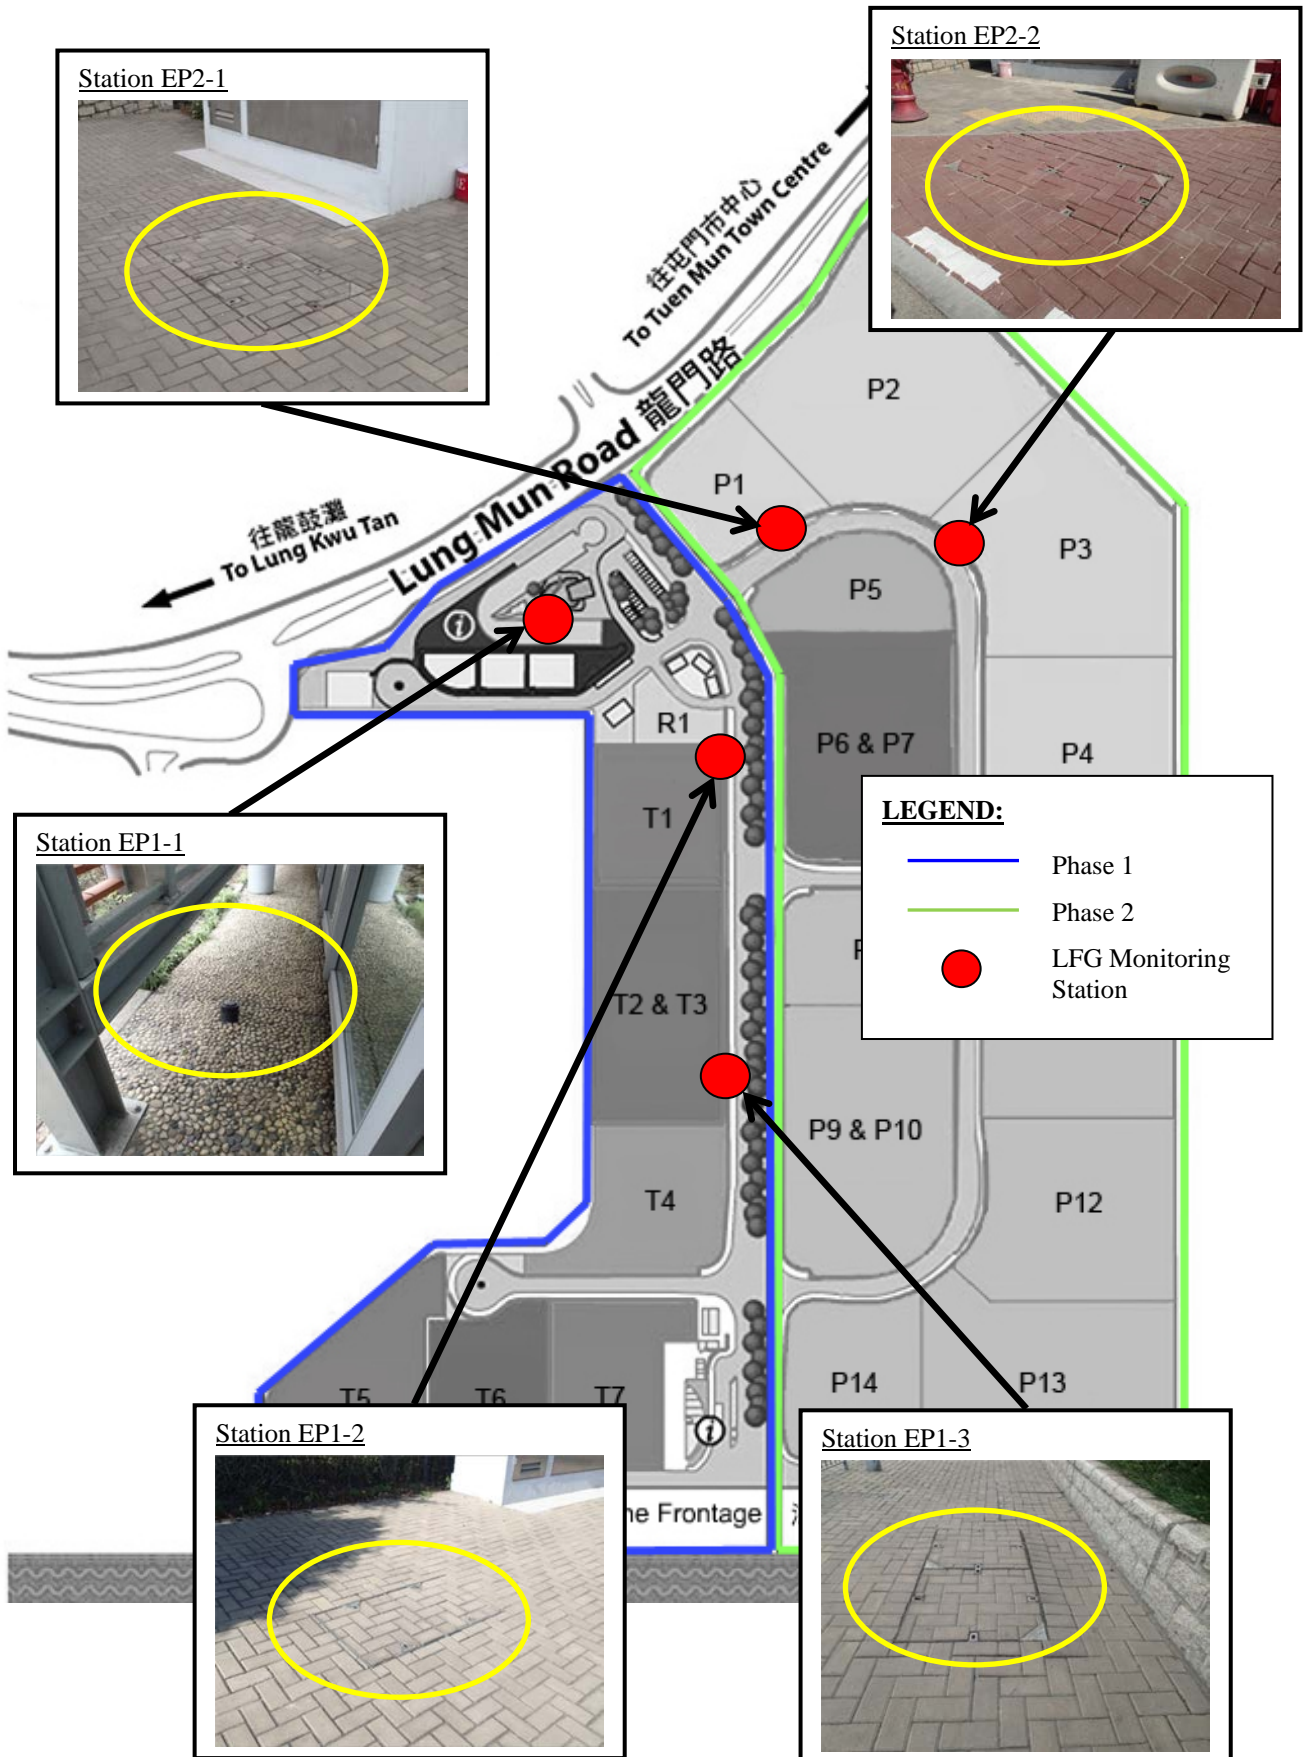 Station EP2-1
Station EP2-2
往屯門市中心
To Tuen Mun Town Centre
Lung Mun Road 龍門路
往龍鼓灘
To Lung Kwu Tan
P2
P1
P3
P5
R1
P6 & P7
P4
T1
LEGEND:
Phase 1
Phase 2
LFG Monitoring
Station
Station EP1-1
T2 & T3
P9 & P10
T4
P12
T5
T6
T7
P14
P13
Station EP1-2
Station EP1-3
Frontage